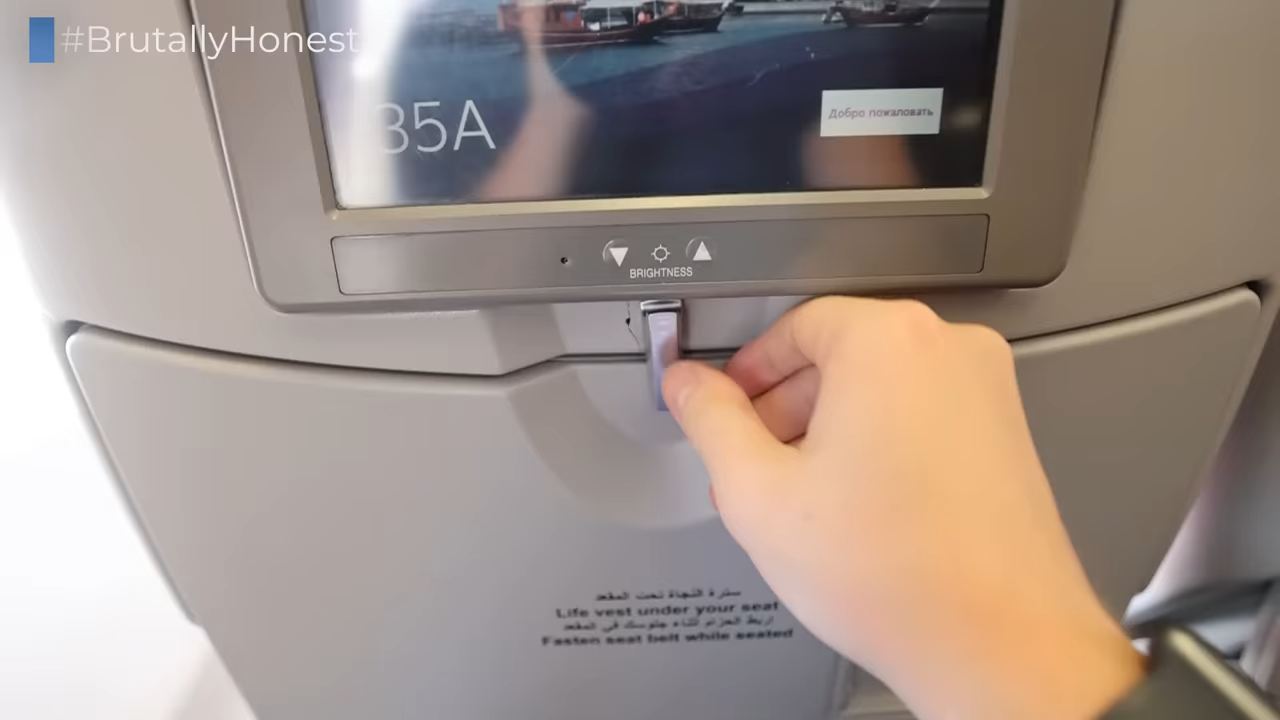 #BrutallyHonest
35A
Добро пожаловать
BRIGHTNESS
سترة النجاة تحت المقعد
Life vest under your seat
اربط الحزام أثناء جلوسك في المقعد
Fasten seat belt while seated